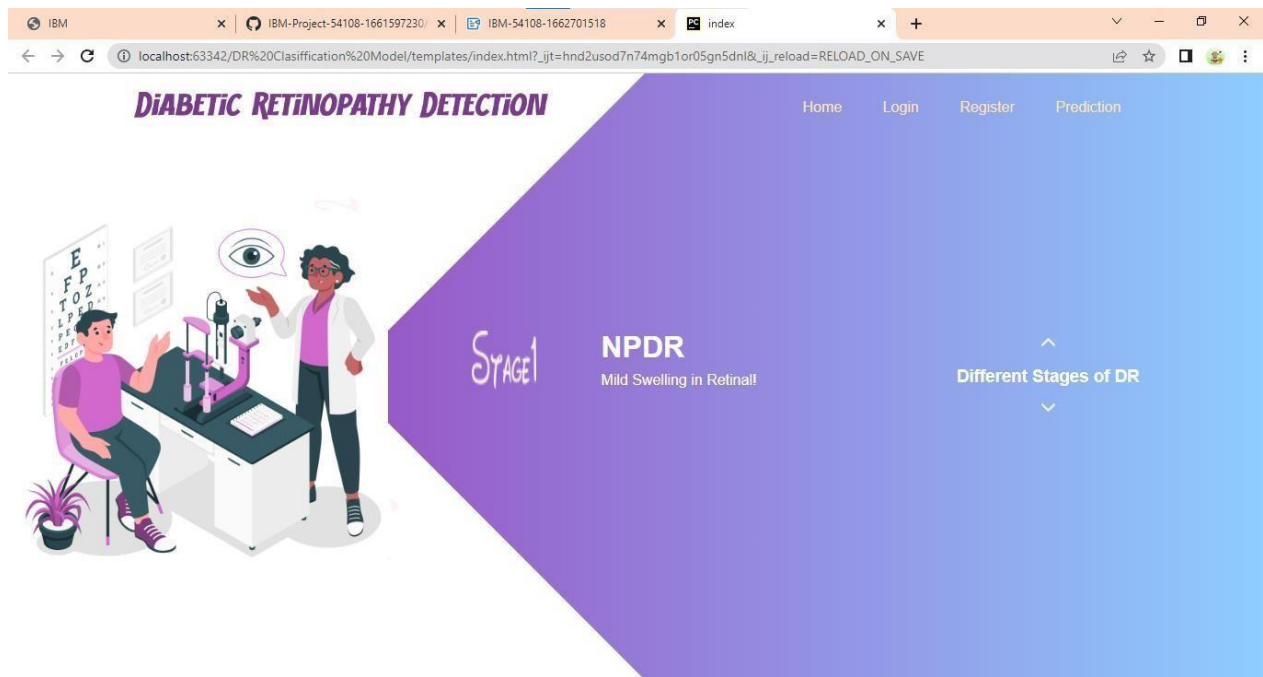 IBM
IBM-Project-54108-1661597230/
IBM-54108-1662701518
PC index
localhost:63342/DR%20Clasiffication%20Model/templates/index.html?_ijt=hnd2usod7n74mgb1or05gn5dnl&_ij_reload=RELOAD_ON_SAVE
DiABETiC RETiNOPATHY DETECTiON
Home Login Register Prediction
E
F P
T O Z
L P E D
STAGE1
NPDR
Mild Swelling in Retinal!
Different Stages of DR